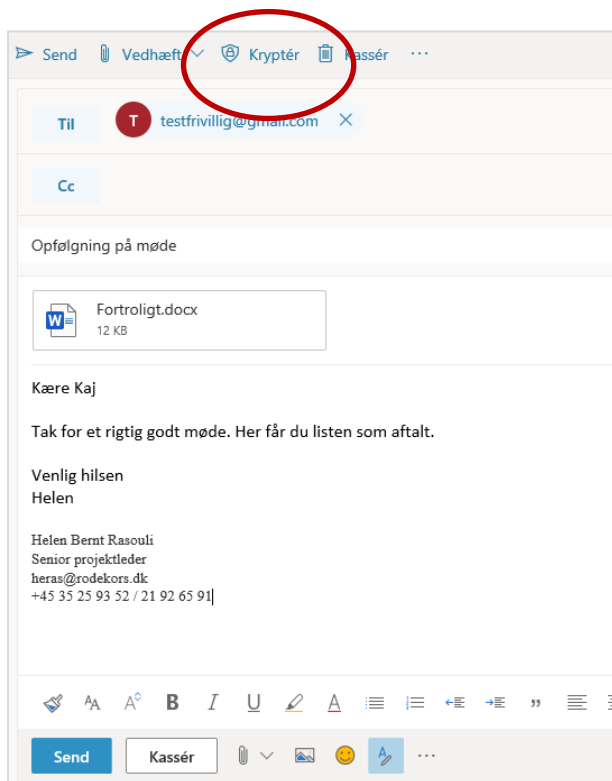 Send Vedhæft Kryptér Kassér ...
Til T testfrivillig@gmail.com
Cc
Opfølgning på møde
Fortroligt.docx
12 KB
Kære Kaj
Tak for et rigtig godt møde. Her får du listen som aftalt.
Venlig hilsen
Helen
Helen Bernt Rasouli
Senior projektleder
heras@rodekors.dk
+45 35 25 93 52 / 21 92 65 91
Send Kassér ...